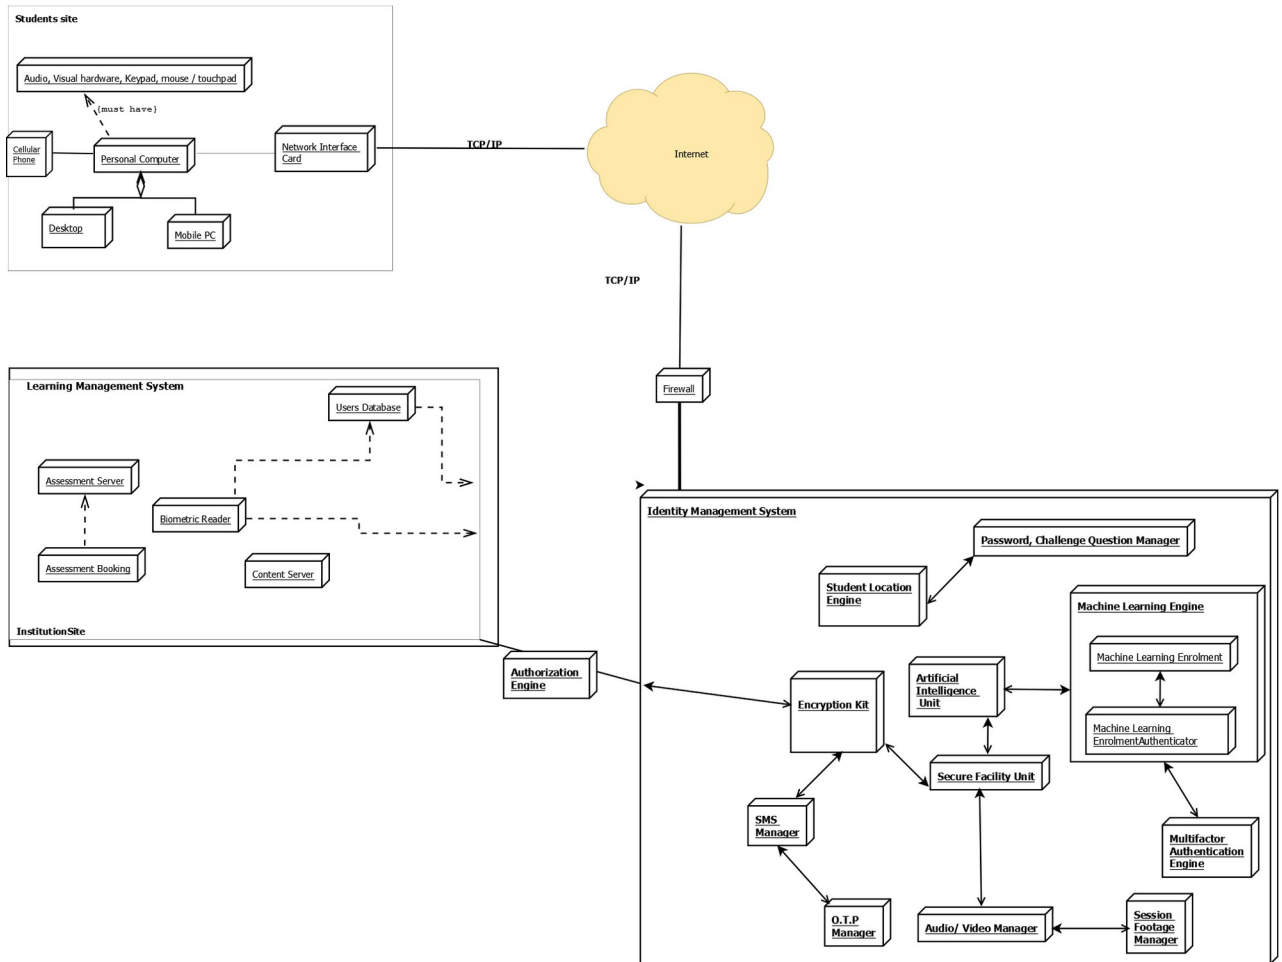 Students site
Audio, Visual hardware, Keypad, mouse / touchpad
{must have}
Cellular
Phone
Personal Computer
Network Interface
Card
Desktop
Mobile PC
TCP/IP
Internet
TCP/IP
Firewall
Learning Management System
Users Database
Assessment Server
Biometric Reader
Assessment Booking
Content Server
InstitutionSite
Authorization
Engine
Identity Management System
Password, Challenge Question Manager
Student Location
Engine
Machine Learning Engine
Machine Learning Enrolment
Machine Learning
EnrolmentAuthenticator
Artificial
Intelligence
Unit
Encryption Kit
Secure Facility Unit
SMS
Manager
Multifactor
Authentication
Engine
O.T.P
Manager
Audio/ Video Manager
Session
Footage
Manager